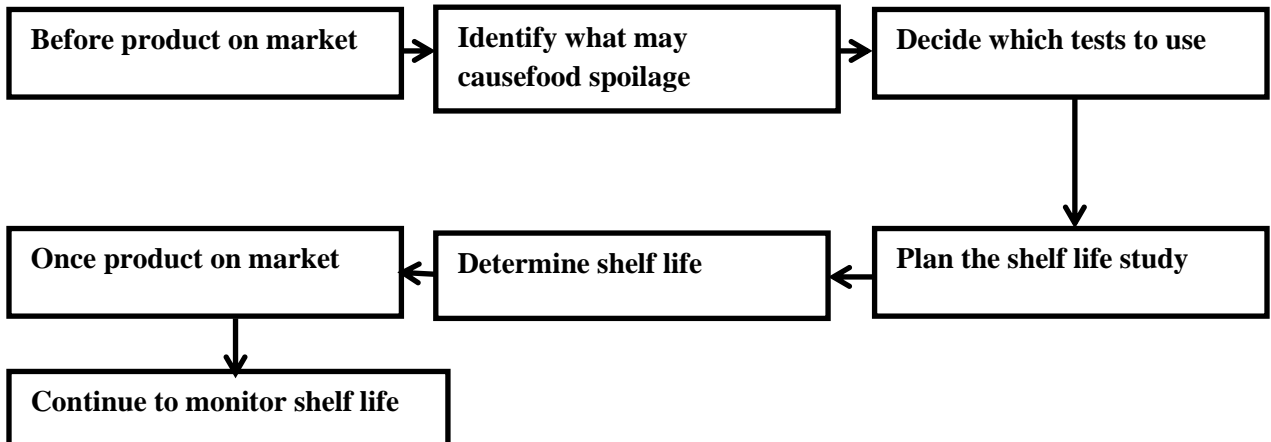 Before product on market
Identify what may
causefood spoilage
Decide which tests to use
Plan the shelf life study
Determine shelf life
Once product on market
Continue to monitor shelf life